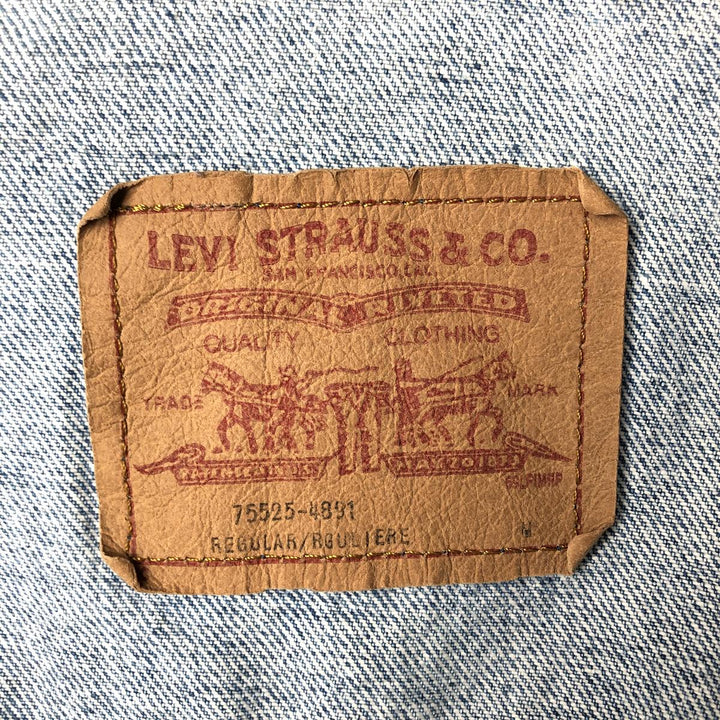 LEVI STRAUSS & CO.
SAN FRANCISCO, CAL.
ORIGINAL RIVETED
QUALITY CLOTHING
TRADE MARK
75525-4891
REGULAR/RGULIERE M